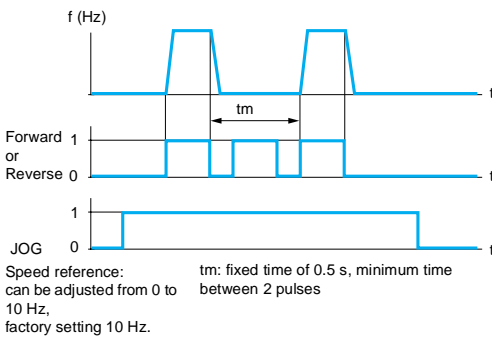 f (Hz)
t
tm
Forward 1
or
Reverse 0
t
1
JOG 0
t
Speed reference:
can be adjusted from 0 to
10 Hz,
factory setting 10 Hz.
tm: fixed time of 0.5 s, minimum time
between 2 pulses